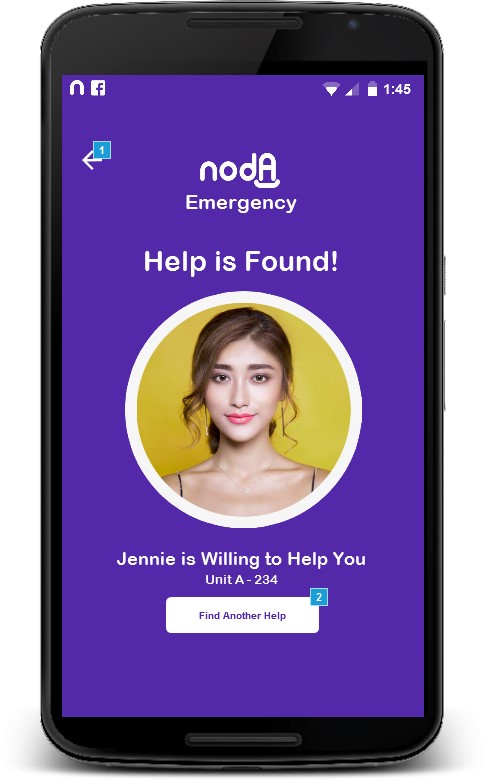 1:45
1
nodA
Emergency
Help is Found!
Jennie is Willing to Help You
Unit A - 234
2
Find Another Help